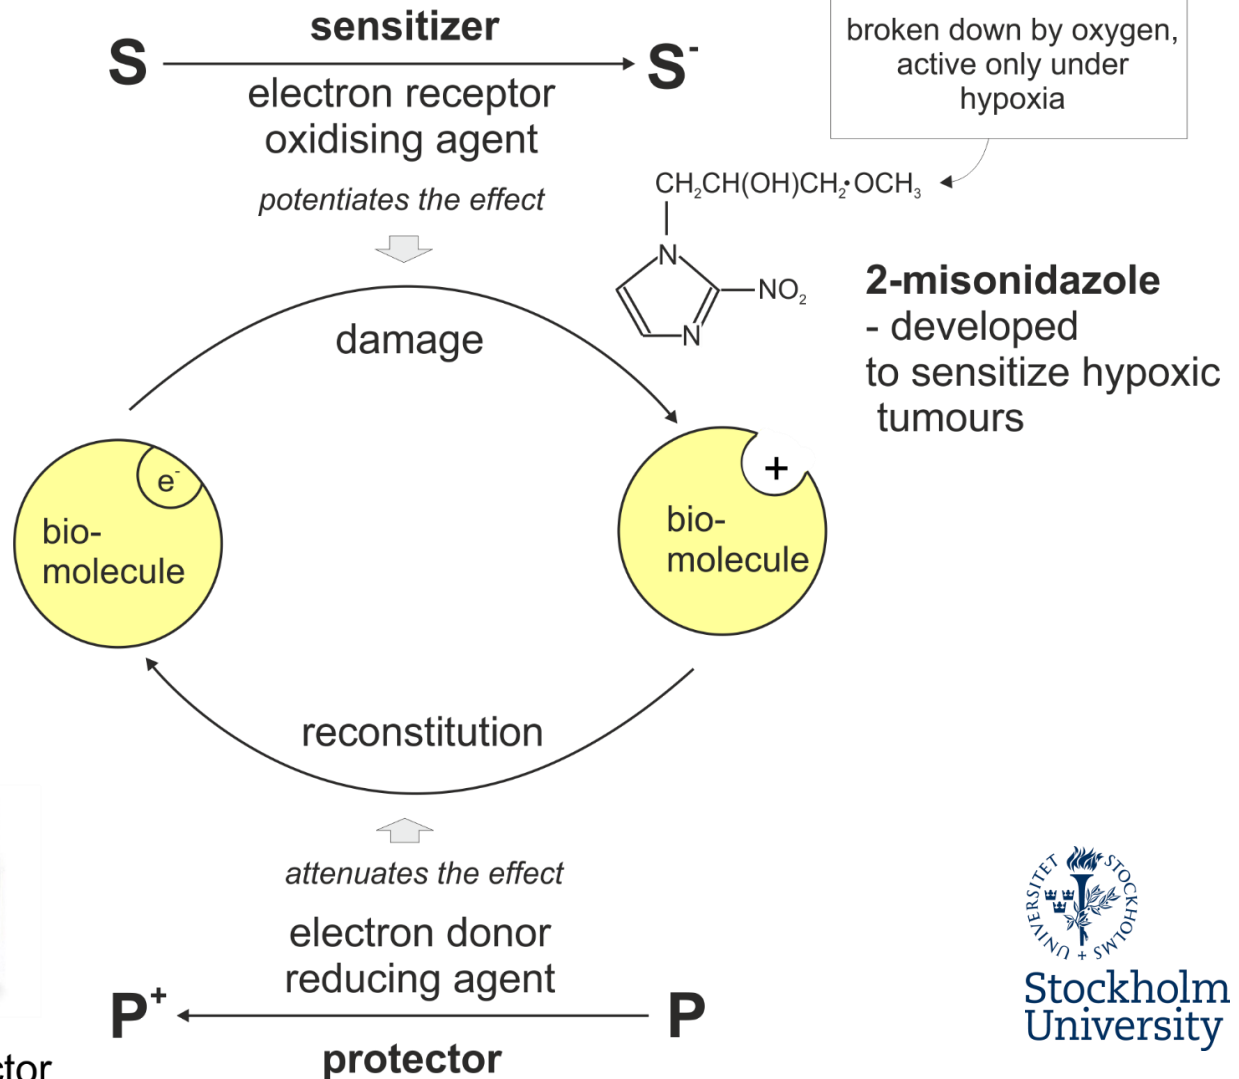 sensitizer
S
S⁻
electron receptor
oxidising agent
potentiates the effect
broken down by oxygen,
active only under
hypoxia
CH₂CH(OH)CH₂·OCH₃
N
NO₂
N
2-misonidazole
- developed
to sensitize hypoxic
tumours
damage
e⁻
bio-
molecule
+
bio-
molecule
reconstitution
attenuates the effect
electron donor
reducing agent
P⁺
P
protector
ctor
STOCKHOLMS UNIVERSITET
Stockholm
University